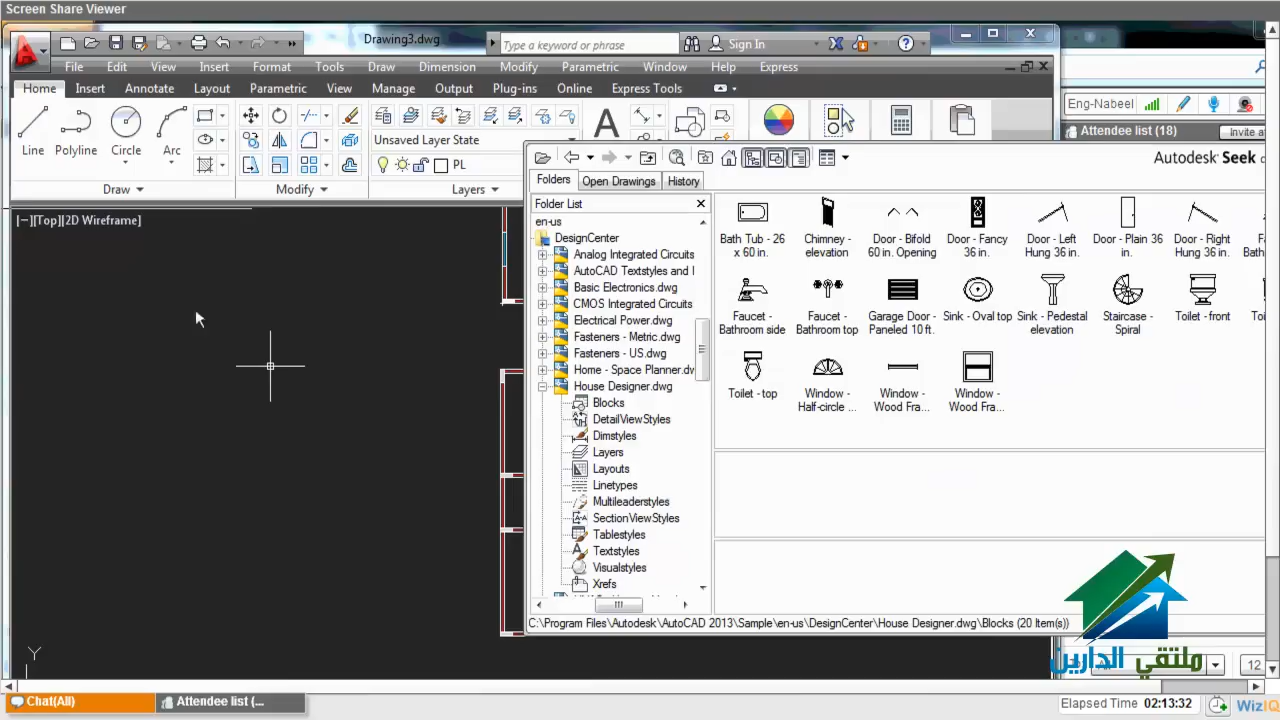 Screen Share Viewer
Drawing3.dwg
Type a keyword or phrase
Sign In
File Edit View Insert Format Tools Draw Dimension Modify Parametric Window Help Express
Home Insert Annotate Layout Parametric View Manage Output Plug-ins Online Express Tools
Eng-Nabeel
Attendee list (18)
Invite
Line Polyline Circle Arc
Unsaved Layer State
PL
Draw Modify Layers
Autodesk® Seek
Folders Open Drawings History
Folder List
en-us
DesignCenter
Analog Integrated Circuits
AutoCAD Textstyles and
Basic Electronics.dwg
CMOS Integrated Circuits
Electrical Power.dwg
Fasteners - Metric.dwg
Fasteners - US.dwg
Home - Space Planner.dw
House Designer.dwg
Blocks
DetailViewStyles
Dimstyles
Layers
Layouts
Linetypes
Multileaderstyles
SectionViewStyles
Tablestyles
Textstyles
Visualstyles
Xrefs
Bath Tub - 26 x 60 in.
Chimney - elevation
Door - Bifold 60 in. Opening
Door - Fancy 36 in.
Door - Left Hung 36 in.
Door - Plain 36 in.
Door - Right Hung 36 in.
Faucet - Bathroom side
Faucet - Bathroom top
Garage Door - Paneled 10 ft.
Sink - Oval top
Sink - Pedestal elevation
Staircase - Spiral
Toilet - front
Toilet - top
Window - Half-circle ...
Window - Wood Fra...
Window - Wood Fra...
C:\Program Files\Autodesk\AutoCAD 2013\Sample\en-us\DesignCenter\House Designer.dwg\Blocks (20 Item(s))
[−][Top][2D Wireframe]
Y
ملتقي الدارين
12
Chat(All)
Attendee list (...
Elapsed Time 02:13:32
WizIQ